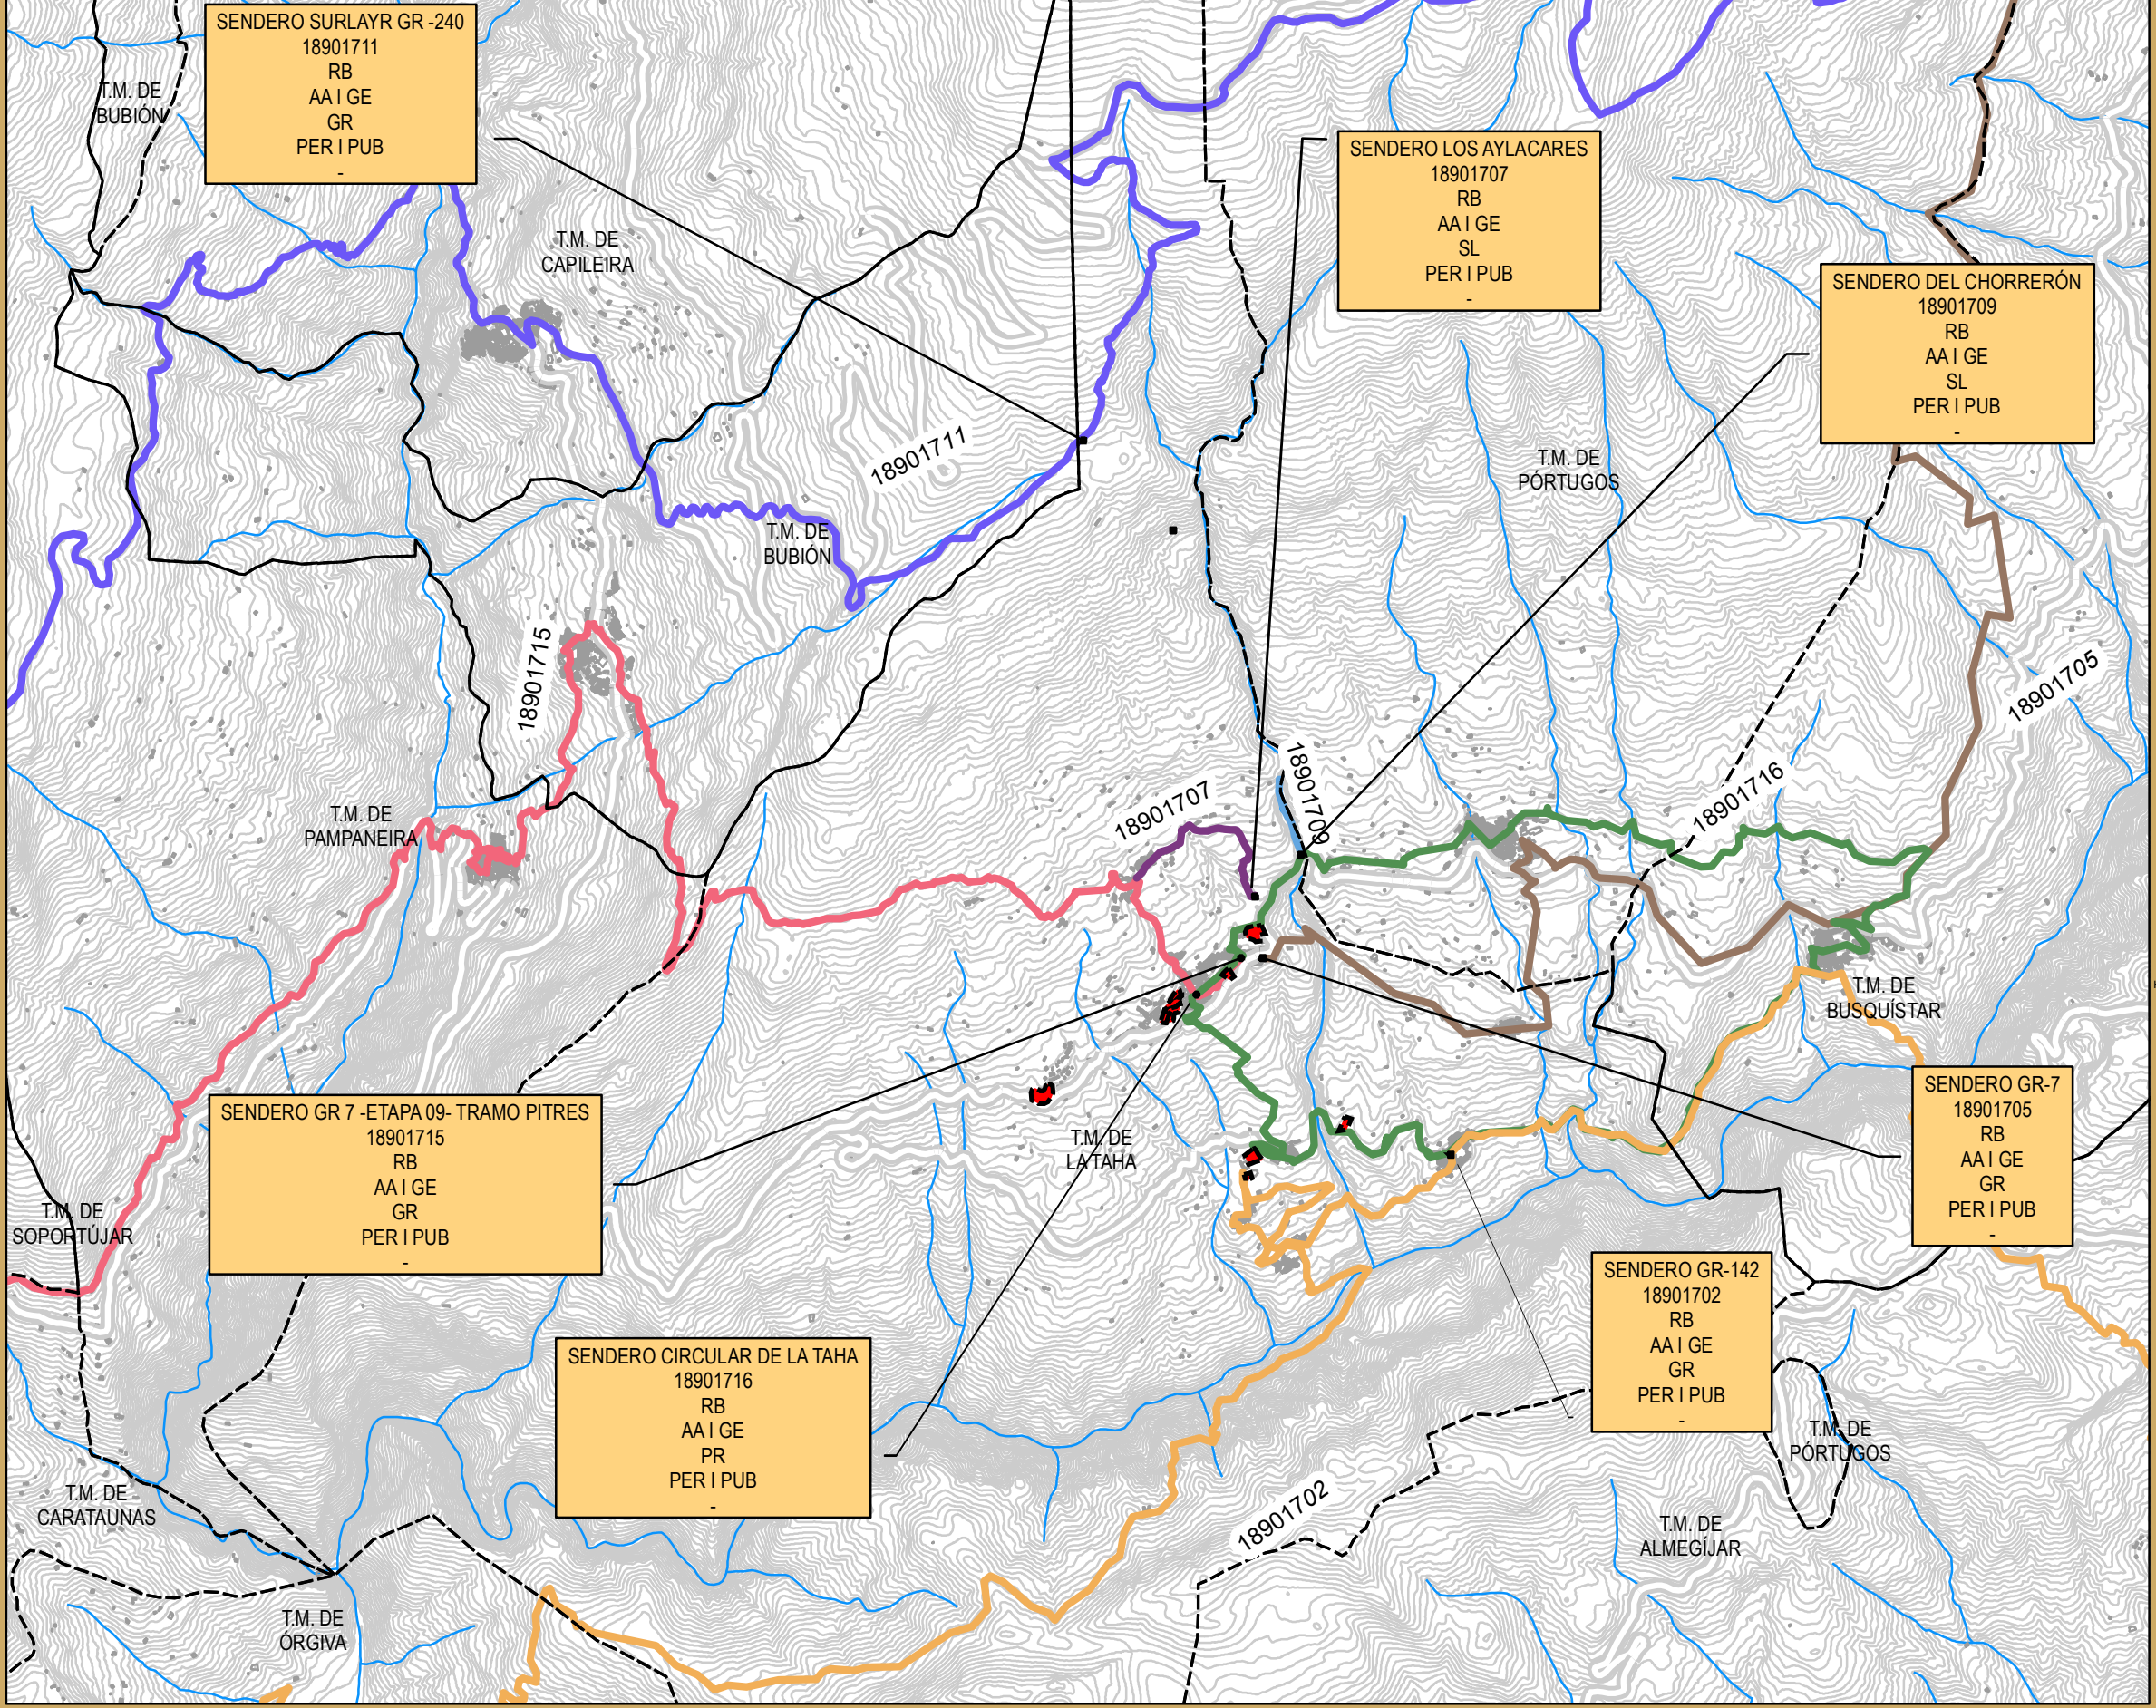 SENDERO SURLAYR GR -240
18901711
RB
AA I GE
GR
PER I PUB
-
T.M. DE
BUBIÓN
T.M. DE
CAPILEIRA
SENDERO LOS AYLACARES
18901707
RB
AA I GE
SL
PER I PUB
-
SENDERO DEL CHORRERÓN
18901709
RB
AA I GE
SL
PER I PUB
-
18901711
T.M. DE
PÓRTUGOS
T.M. DE
BUBIÓN
18901715
18901705
18901709
18901707
18901716
T.M. DE
PAMPANEIRA
T.M. DE
BUSQUÍSTAR
SENDERO GR 7 -ETAPA 09- TRAMO PITRES
18901715
RB
AA I GE
GR
PER I PUB
-
T.M. DE
LA TAHA
SENDERO GR-7
18901705
RB
AA I GE
GR
PER I PUB
-
T.M. DE
SOPORTÚJAR
SENDERO GR-142
18901702
RB
AA I GE
GR
PER I PUB
-
SENDERO CIRCULAR DE LA TAHA
18901716
RB
AA I GE
PR
PER I PUB
-
T.M. DE
PÓRTUGOS
T.M. DE
CARATAUNAS
18901702
T.M. DE
ALMEGÍJAR
T.M. DE
ÓRGIVA